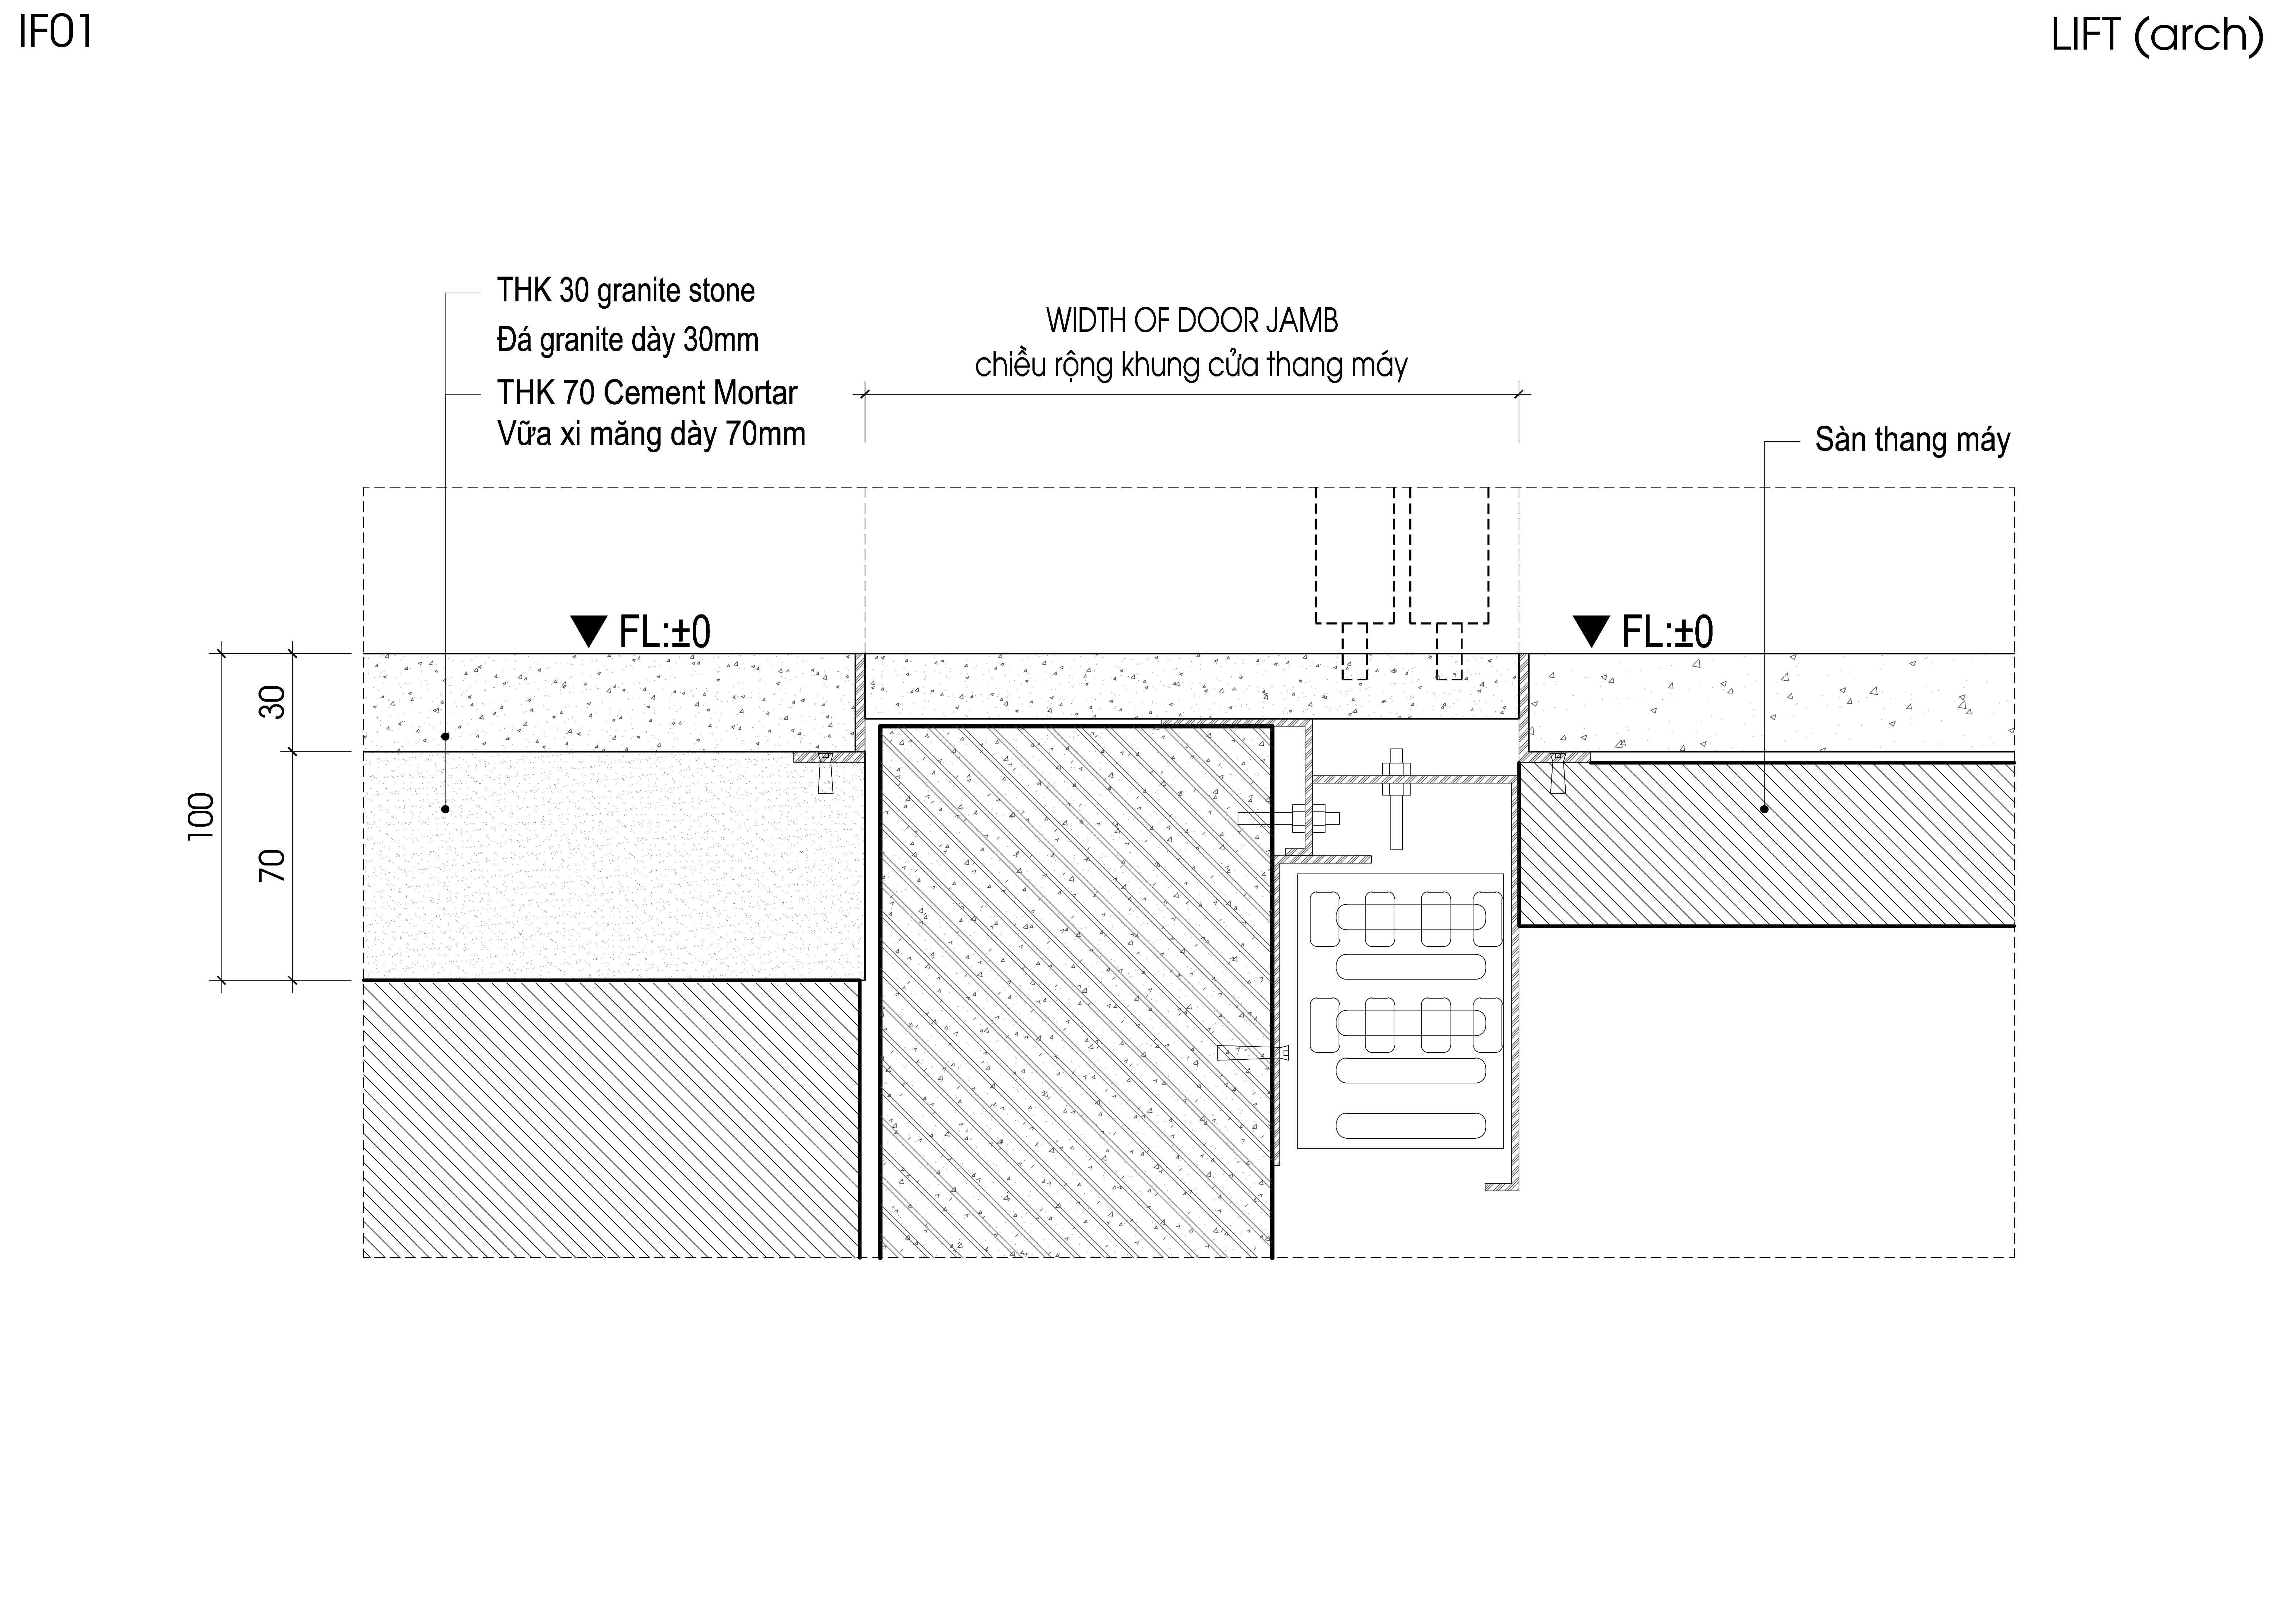 IF01
LIFT (arch)
THK 30 granite stone
Đá granite dày 30mm
THK 70 Cement Mortar
Vữa xi măng dày 70mm
WIDTH OF DOOR JAMB
chiều rộng khung cửa thang máy
Sàn thang máy
FL:±0
FL:±0
30
100
70